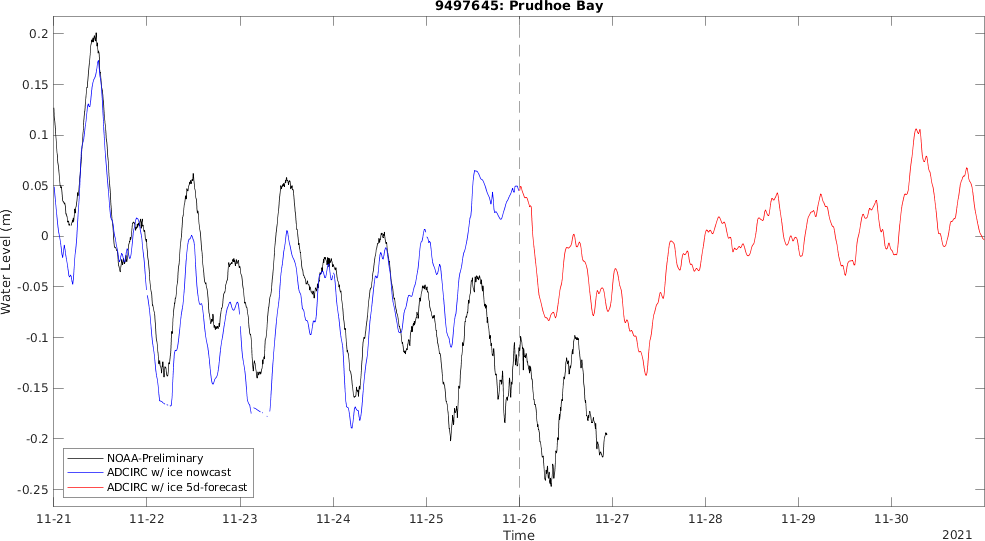 9497645: Prudhoe Bay
0.2
0.15
0.1
0.05
0
-0.05
-0.1
-0.15
-0.2
-0.25
Water Level (m)
NOAA-Preliminary
ADCIRC w/ ice nowcast
ADCIRC w/ ice 5d-forecast
11-21 11-22 11-23 11-24 11-25 11-26 11-27 11-28 11-29 11-30
Time
2021